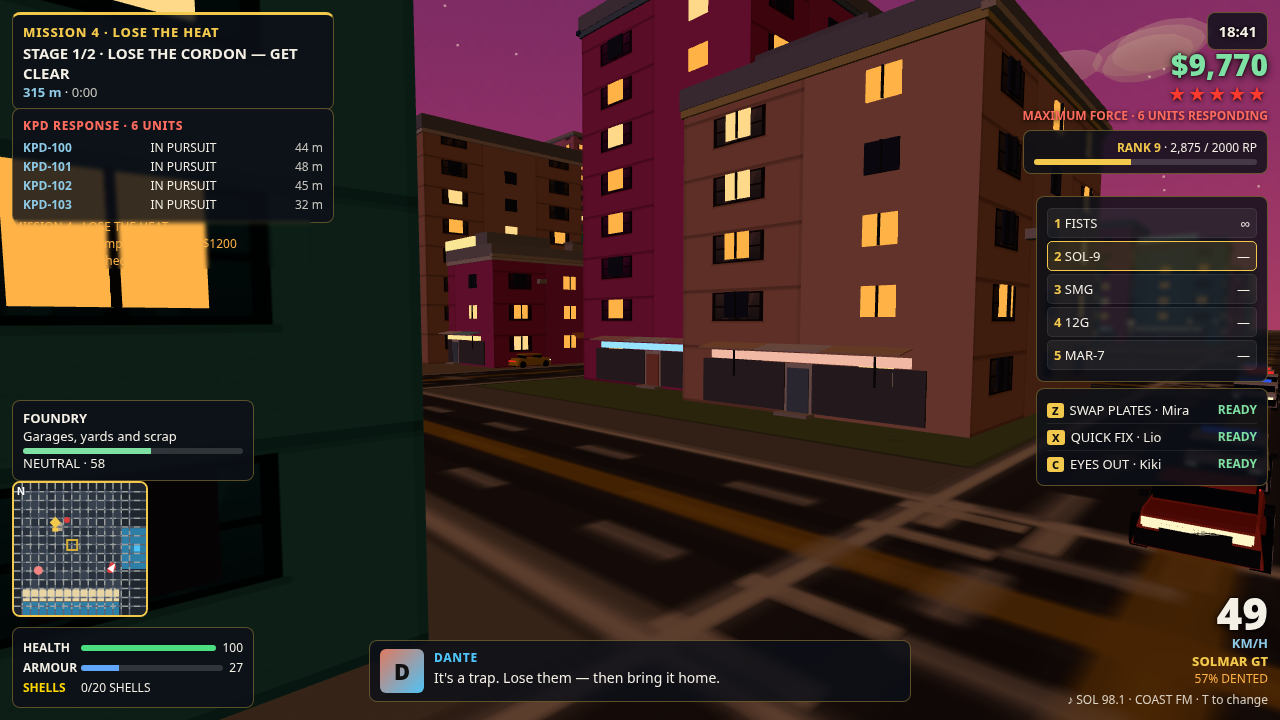 MISSION 4 · LOSE THE HEAT
STAGE 1/2 · LOSE THE CORDON — GET
CLEAR
315 m · 0:00
KPD RESPONSE · 6 UNITS
KPD-100 IN PURSUIT 44 m
KPD-101 IN PURSUIT 48 m
KPD-102 IN PURSUIT 45 m
KPD-103 IN PURSUIT 32 m
MISSION 4 · LOSE THE HEAT
$1200
FOUNDRY
Garages, yards and scrap
NEUTRAL · 58
N
HEALTH 100
ARMOUR 27
SHELLS 0/20 SHELLS
D
DANTE
It's a trap. Lose them — then bring it home.
18:41
$9,770
★★★★★
MAXIMUM FORCE · 6 UNITS RESPONDING
RANK 9 · 2,875 / 2000 RP
1 FISTS ∞
2 SOL-9 —
3 SMG —
4 12G —
5 MAR-7 —
Z SWAP PLATES · Mira READY
X QUICK FIX · Lio READY
C EYES OUT · Kiki READY
49
KM/H
SOLMAR GT
57% DENTED
♪ SOL 98.1 · COAST FM · T to change